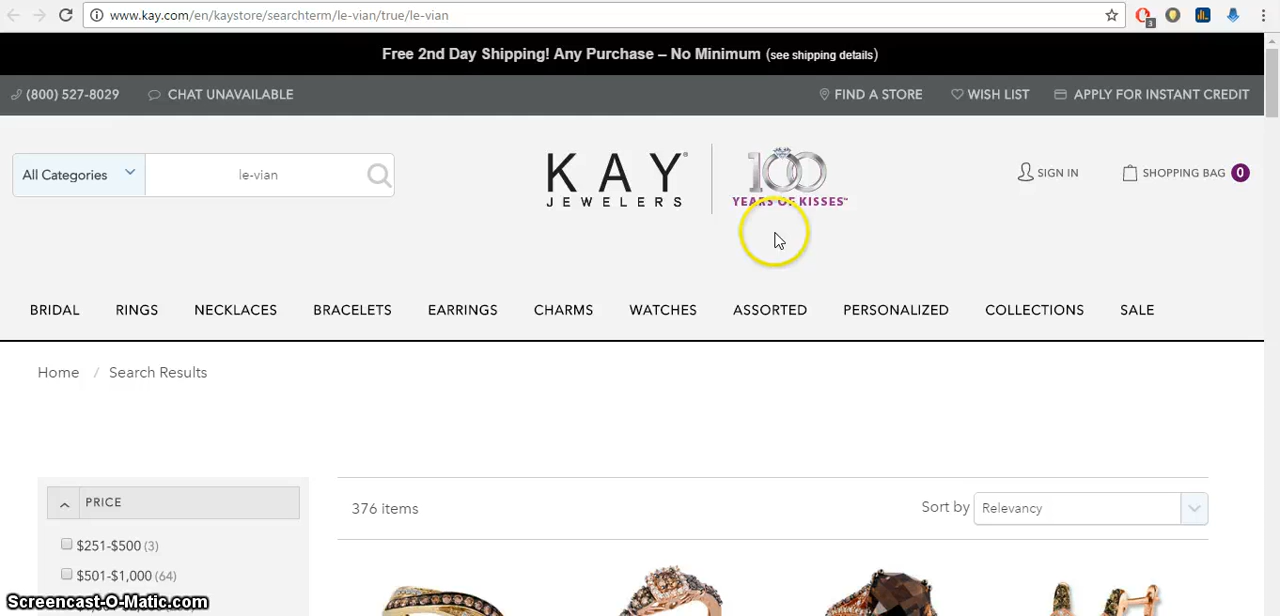 www.kay.com/en/kaystore/searchterm/le-vian/true/le-vian
3
Free 2nd Day Shipping! Any Purchase – No Minimum (see shipping details)
(800) 527-8029 CHAT UNAVAILABLE FIND A STORE WISH LIST APPLY FOR INSTANT CREDIT
All Categories le-vian
KAY® JEWELERS
100 YEARS OF KISSES™
SIGN IN SHOPPING BAG 0
BRIDAL RINGS NECKLACES BRACELETS EARRINGS CHARMS WATCHES ASSORTED PERSONALIZED COLLECTIONS SALE
Home / Search Results
PRICE
$251-$500 (3)
$501-$1,000 (64)
376 items Sort by Relevancy
Screencast-O-Matic.com